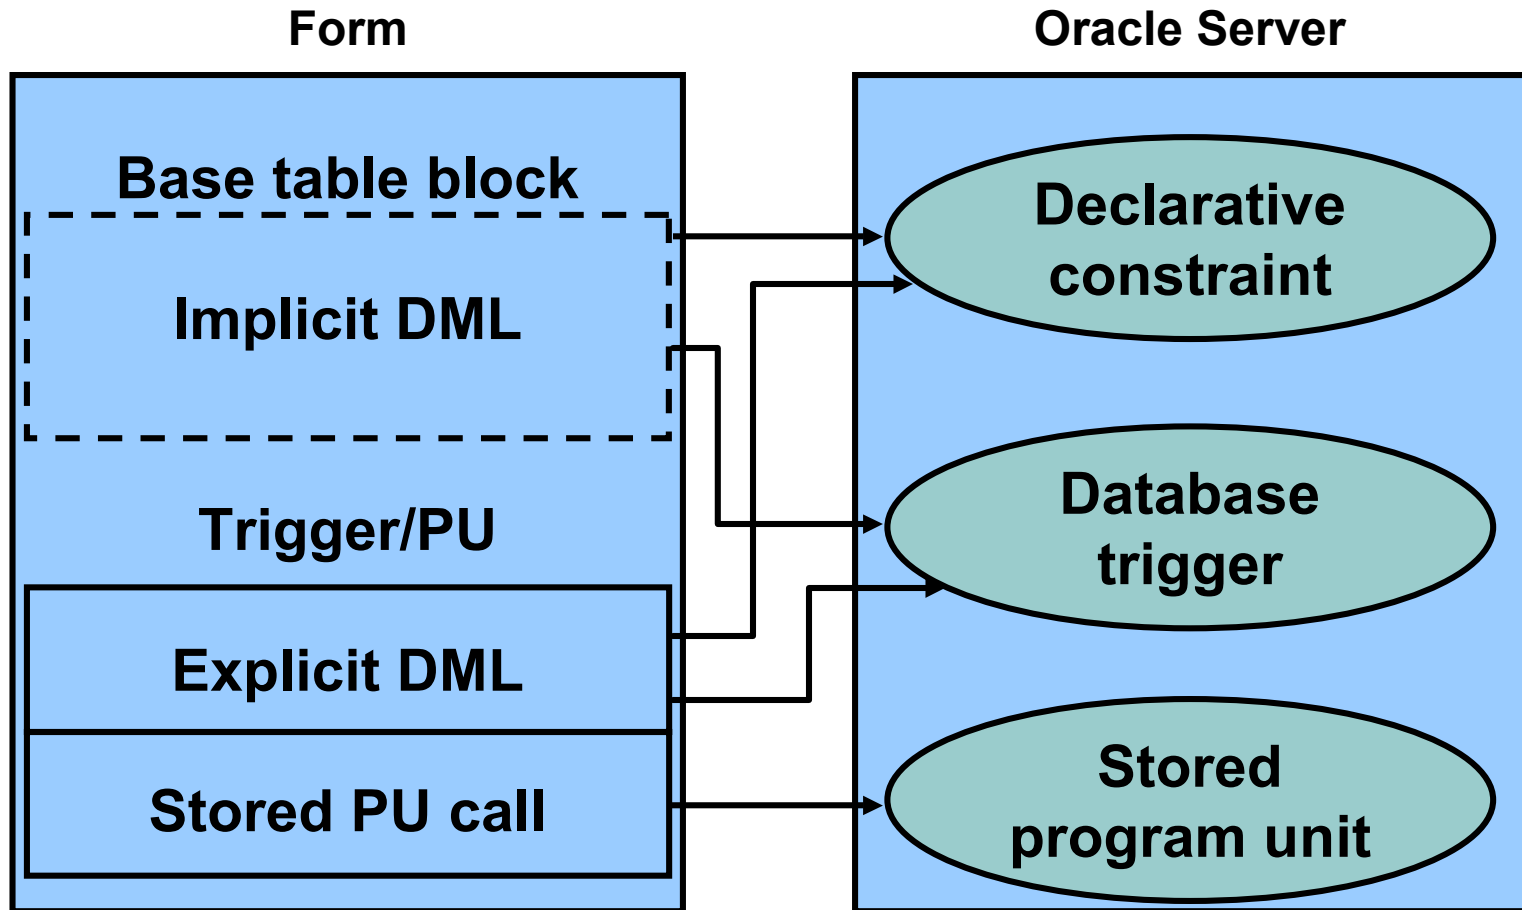 Form
Oracle Server
Base table block
Implicit DML
Trigger/PU
Explicit DML
Stored PU call
Declarative
constraint
Database
trigger
Stored
program unit